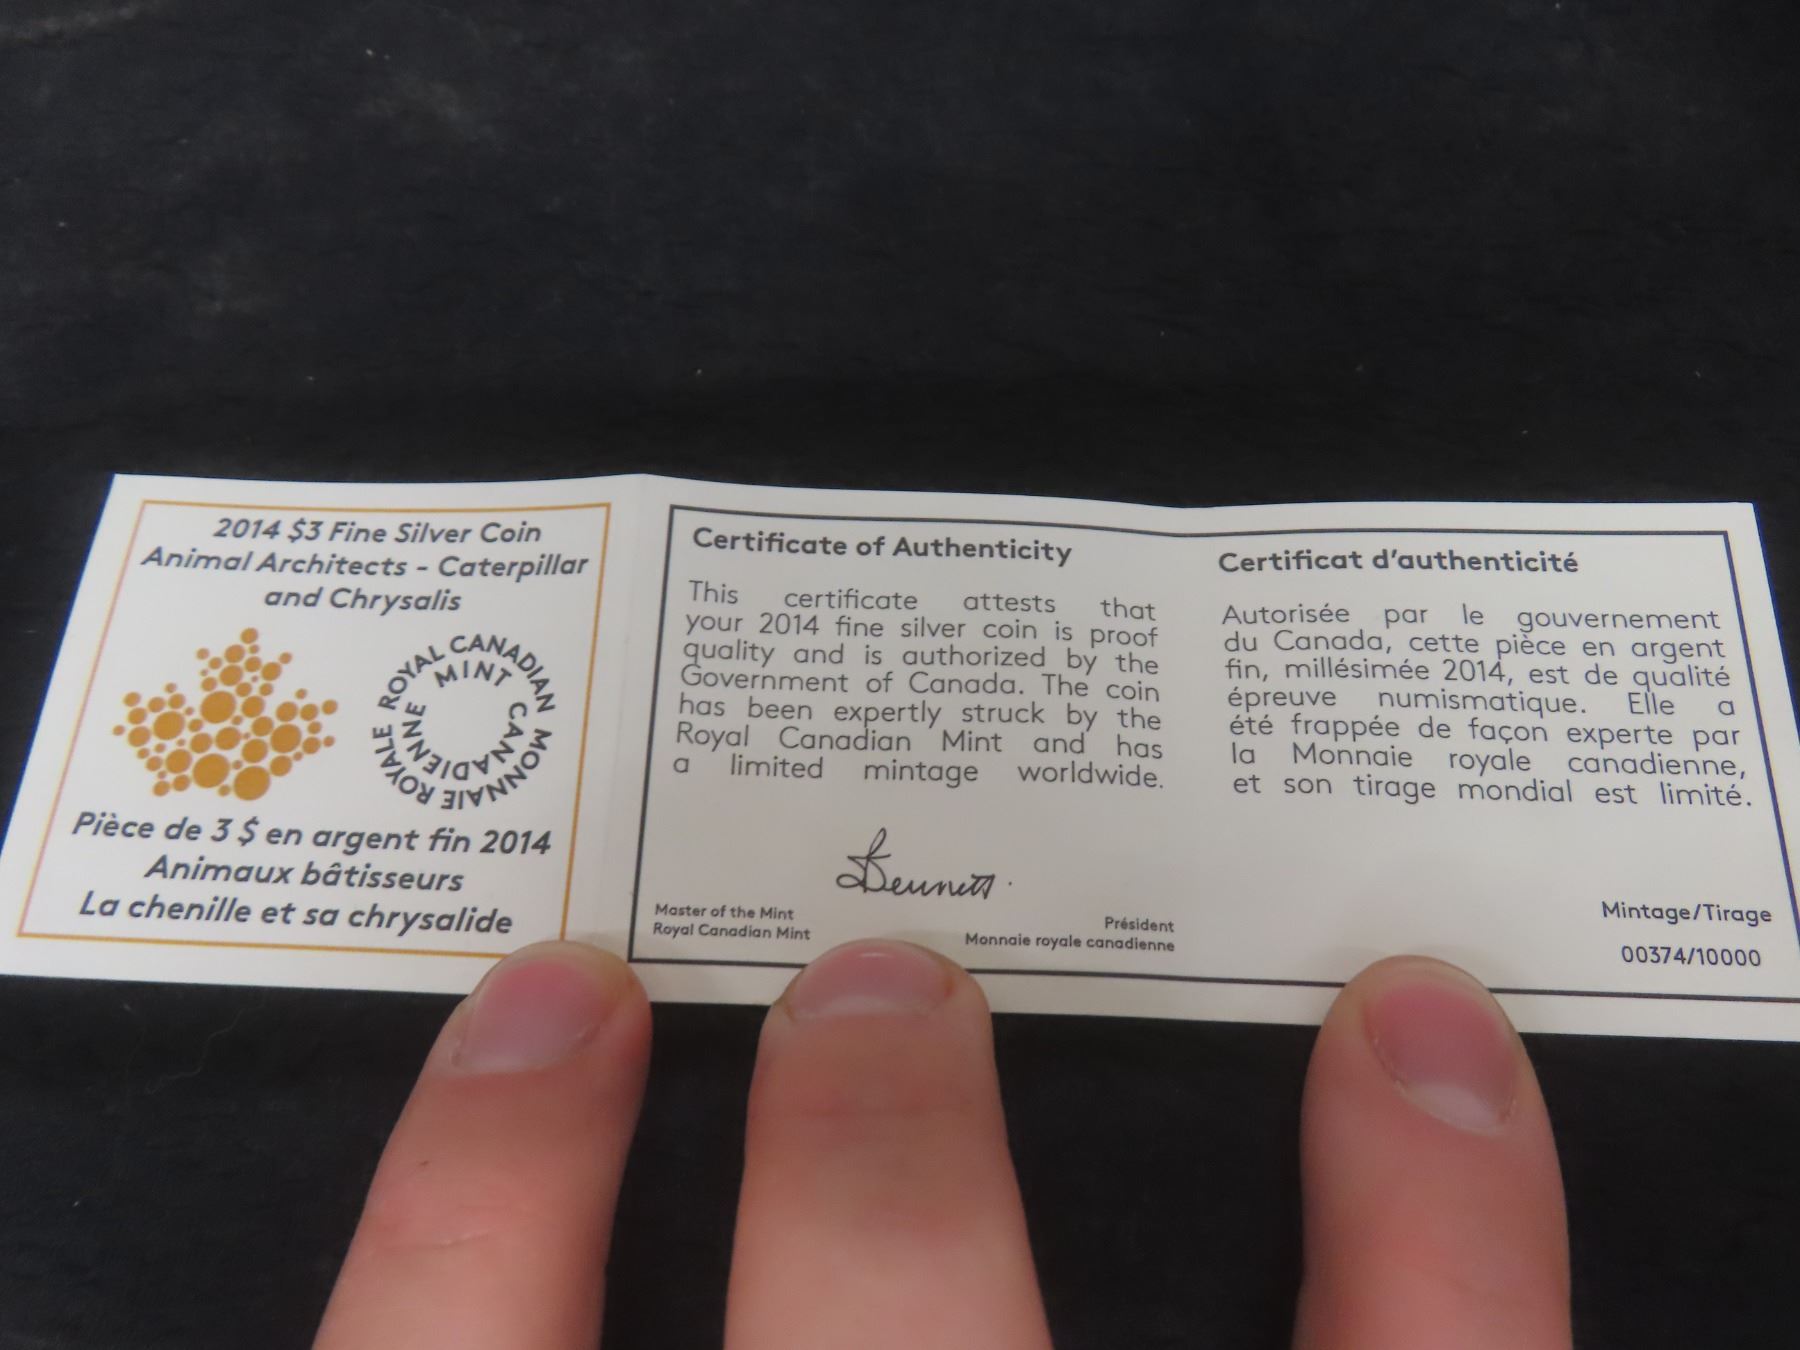 2014 $3 Fine Silver Coin
Animal Architects - Caterpillar
and Chrysalis
ROYAL CANADIAN MINT
MONNAIE ROYALE CANADIENNE
Pièce de 3 $ en argent fin 2014
Animaux bâtisseurs
La chenille et sa chrysalide
Certificate of Authenticity
This certificate attests that
your 2014 fine silver coin is proof
quality and is authorized by the
Government of Canada. The coin
has been expertly struck by the
Royal Canadian Mint and has
a limited mintage worldwide.
Master of the Mint
Royal Canadian Mint
Président
Monnaie royale canadienne
Certificat d'authenticité
Autorisée par le gouvernement
du Canada, cette pièce en argent
fin, millésimée 2014, est de qualité
épreuve numismatique. Elle a
été frappée de façon experte par
la Monnaie royale canadienne,
et son tirage mondial est limité.
Mintage/Tirage
00374/10000